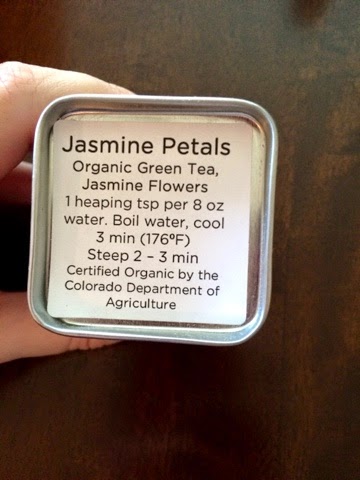 Jasmine Petals
Organic Green Tea,
Jasmine Flowers
1 heaping tsp per 8 oz
water. Boil water, cool
3 min (176ºF)
Steep 2 – 3 min
Certified Organic by the
Colorado Department of
Agriculture